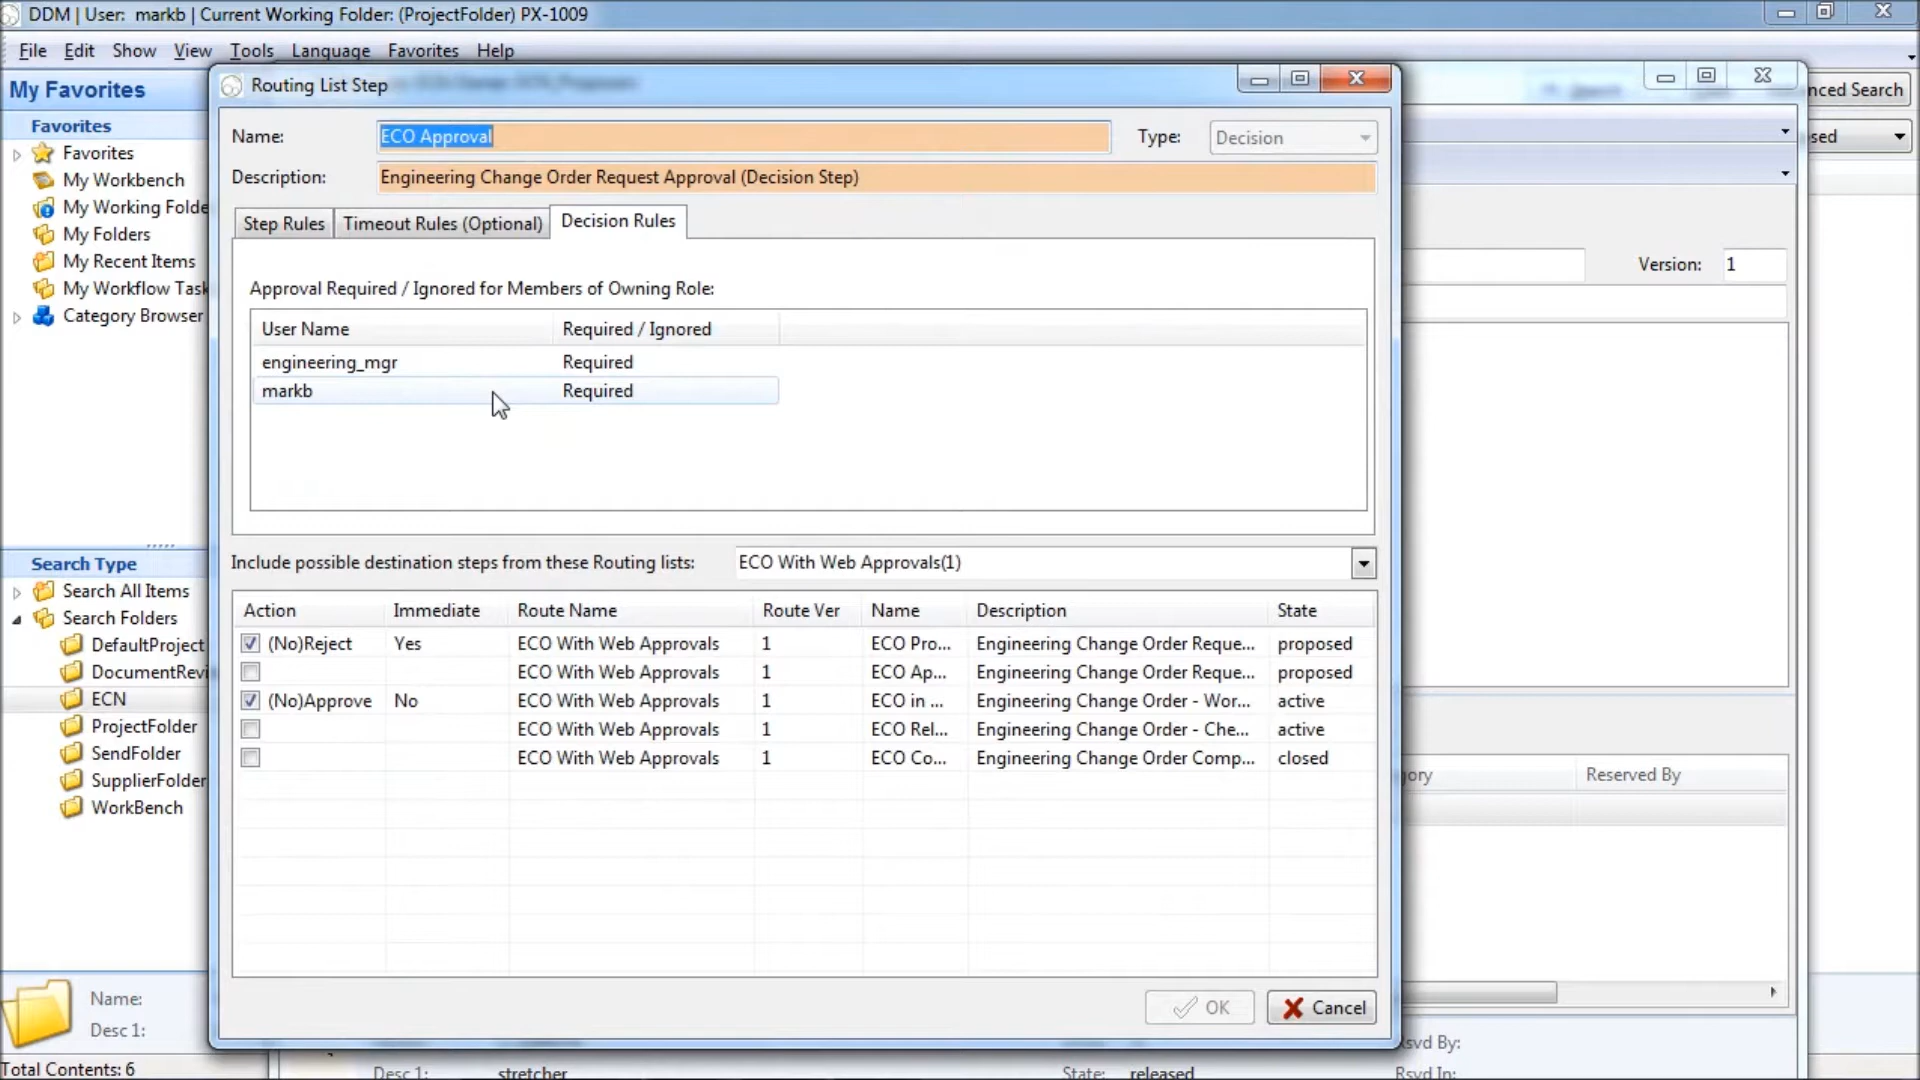 DDM | User: markb | Current Working Folder: (ProjectFolder) PX-1009
File Edit Show View Tools Language Favorites Help
My Favorites
Favorites
Favorites
My Workbench
My Working Folde
My Folders
My Recent Items
My Workflow Task
Category Browser
Search Type
Search All Items
Search Folders
DefaultProject
DocumentRevi
ECN
ProjectFolder
SendFolder
SupplierFolder
WorkBench
Name:
Desc 1:
Total Contents: 6
Routing List Step
Name: ECO Approval Type: Decision
Description: Engineering Change Order Request Approval (Decision Step)
Step Rules Timeout Rules (Optional) Decision Rules
Approval Required / Ignored for Members of Owning Role:
User Name Required / Ignored
engineering_mgr Required
markb Required
Include possible destination steps from these Routing lists: ECO With Web Approvals(1)
Action Immediate Route Name Route Ver Name Description State
(No)Reject Yes ECO With Web Approvals 1 ECO Pro... Engineering Change Order Reque... proposed
ECO With Web Approvals 1 ECO Ap... Engineering Change Order Reque... proposed
(No)Approve No ECO With Web Approvals 1 ECO in ... Engineering Change Order - Wor... active
ECO With Web Approvals 1 ECO Rel... Engineering Change Order - Che... active
ECO With Web Approvals 1 ECO Co... Engineering Change Order Comp... closed
OK Cancel
nced Search
sed
Version: 1
gory Reserved By
Rsvd By:
Desc 1: stretcher State: released Rsvd In: